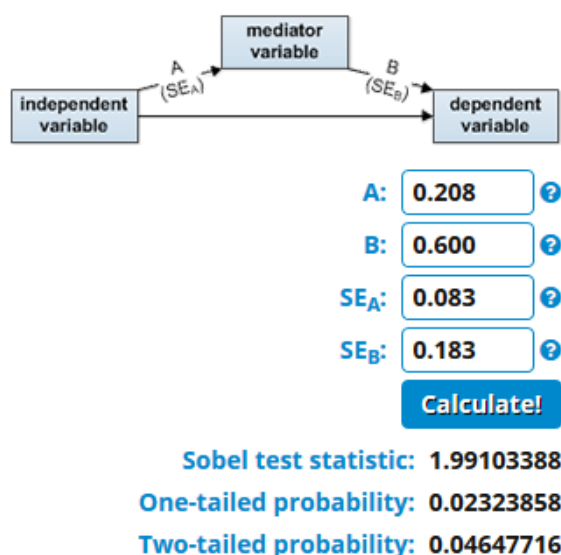 mediator
variable
A
(SEA)
B
(SEB)
independent
variable
dependent
variable
A: 0.208 ?
B: 0.600 ?
SEA: 0.083 ?
SEB: 0.183 ?
Calculate!
Sobel test statistic: 1.99103388
One-tailed probability: 0.02323858
Two-tailed probability: 0.04647716